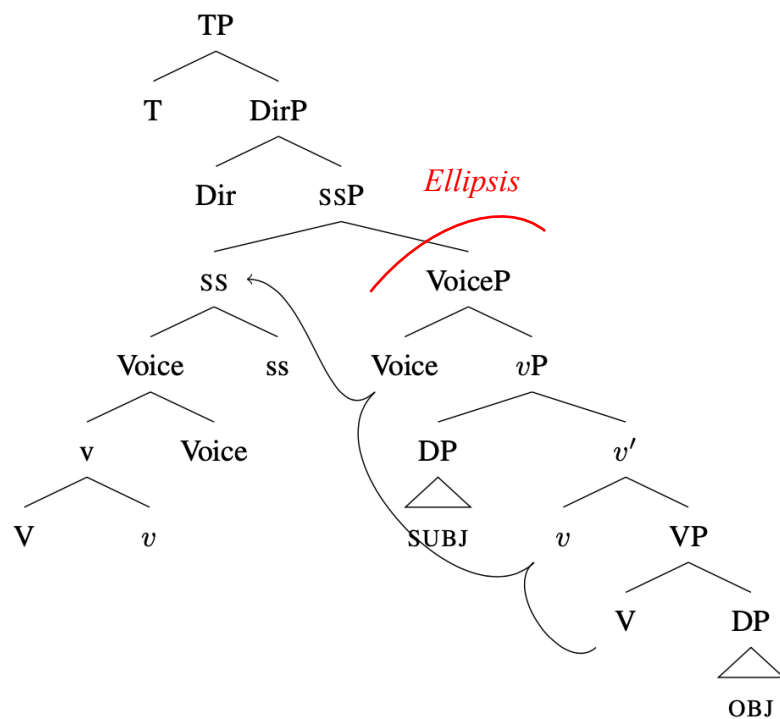 TP
T DirP
Dir ssP Ellipsis
ss VoiceP
Voice ss Voice vP
v Voice DP v′
V v SUBJ v VP
V DP
OBJ